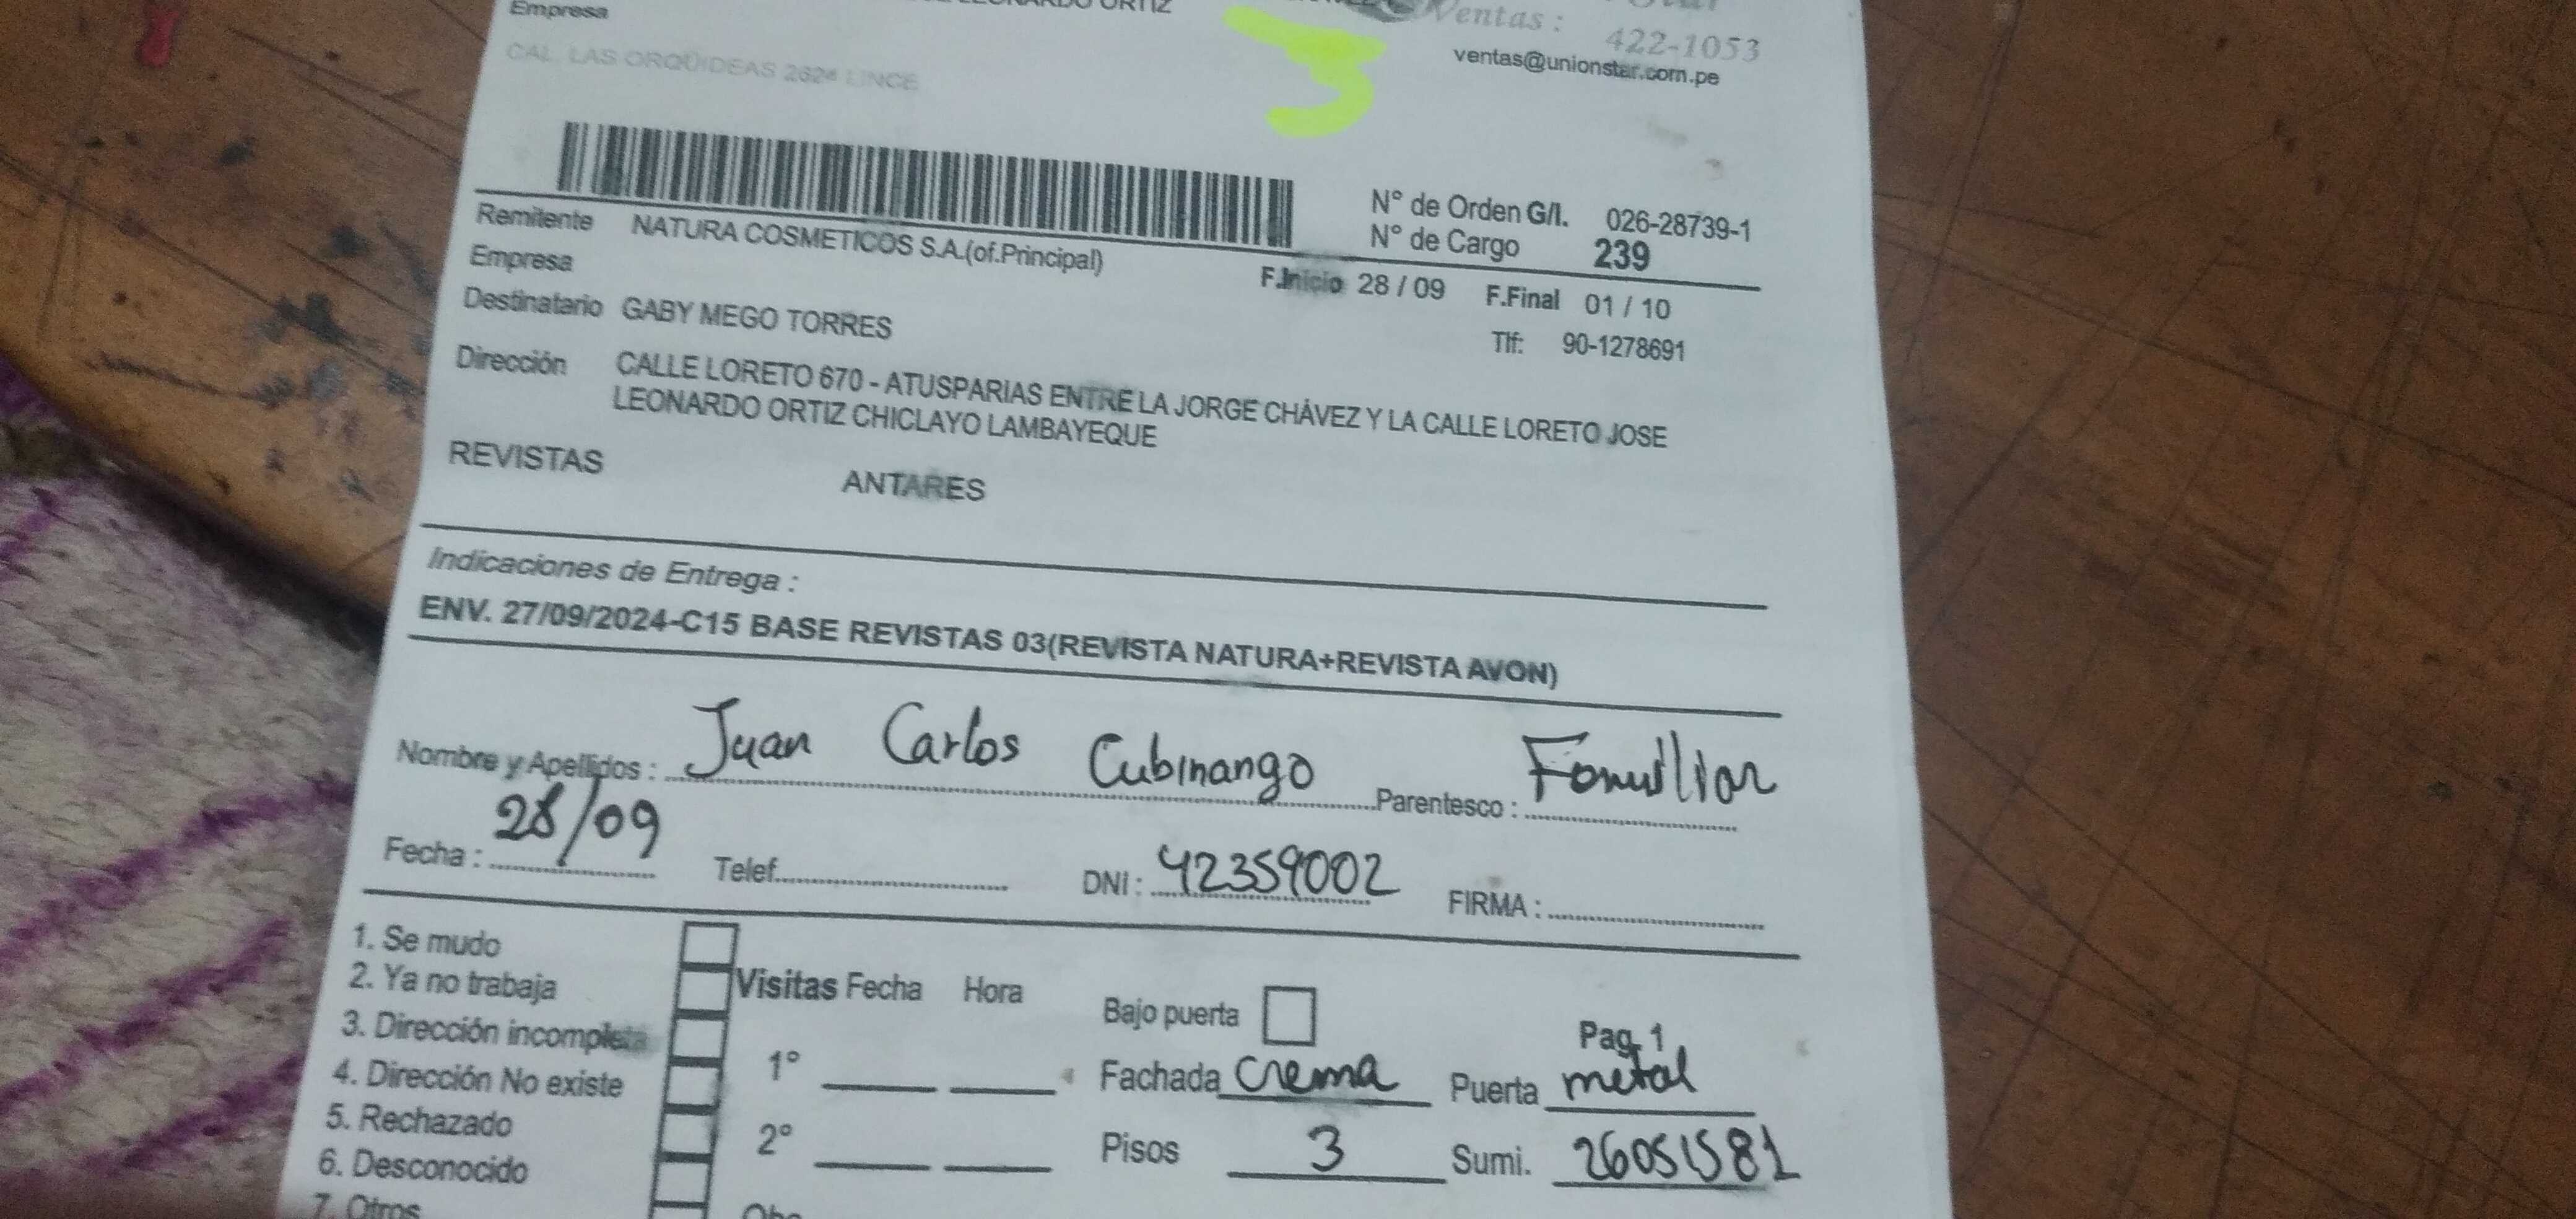 Empresa LEONARDO ORTIZ Ventas : 422-1053
CAL. LAS ORQUIDEAS 2624 LINCE ventas@unionstar.com.pe
N° de Orden G/I. 026-28739-1
N° de Cargo 239
Remitente NATURA COSMETICOS S.A.(of.Principal)
Empresa F.Inicio 28 / 09 F.Final 01 / 10
Destinatario GABY MEGO TORRES Tlf: 90-1278691
Dirección CALLE LORETO 670 - ATUSPARIAS ENTRE LA JORGE CHÁVEZ Y LA CALLE LORETO JOSE
LEONARDO ORTIZ CHICLAYO LAMBAYEQUE
REVISTAS ANTARES
Indicaciones de Entrega :
ENV. 27/09/2024-C15 BASE REVISTAS 03(REVISTA NATURA+REVISTA AVON)
Nombre y Apellidos : Juan Carlos Cubinango Parentesco : Familiar
Fecha : 28/09 Telef. DNI : 42359002 FIRMA :
1. Se mudo
2. Ya no trabaja Visitas Fecha Hora Bajo puerta Pag. 1
3. Dirección incompleta
4. Dirección No existe 1° Fachada crema Puerta metal
5. Rechazado
6. Desconocido 2° Pisos 3 Sumi. 26051581
7. Otros